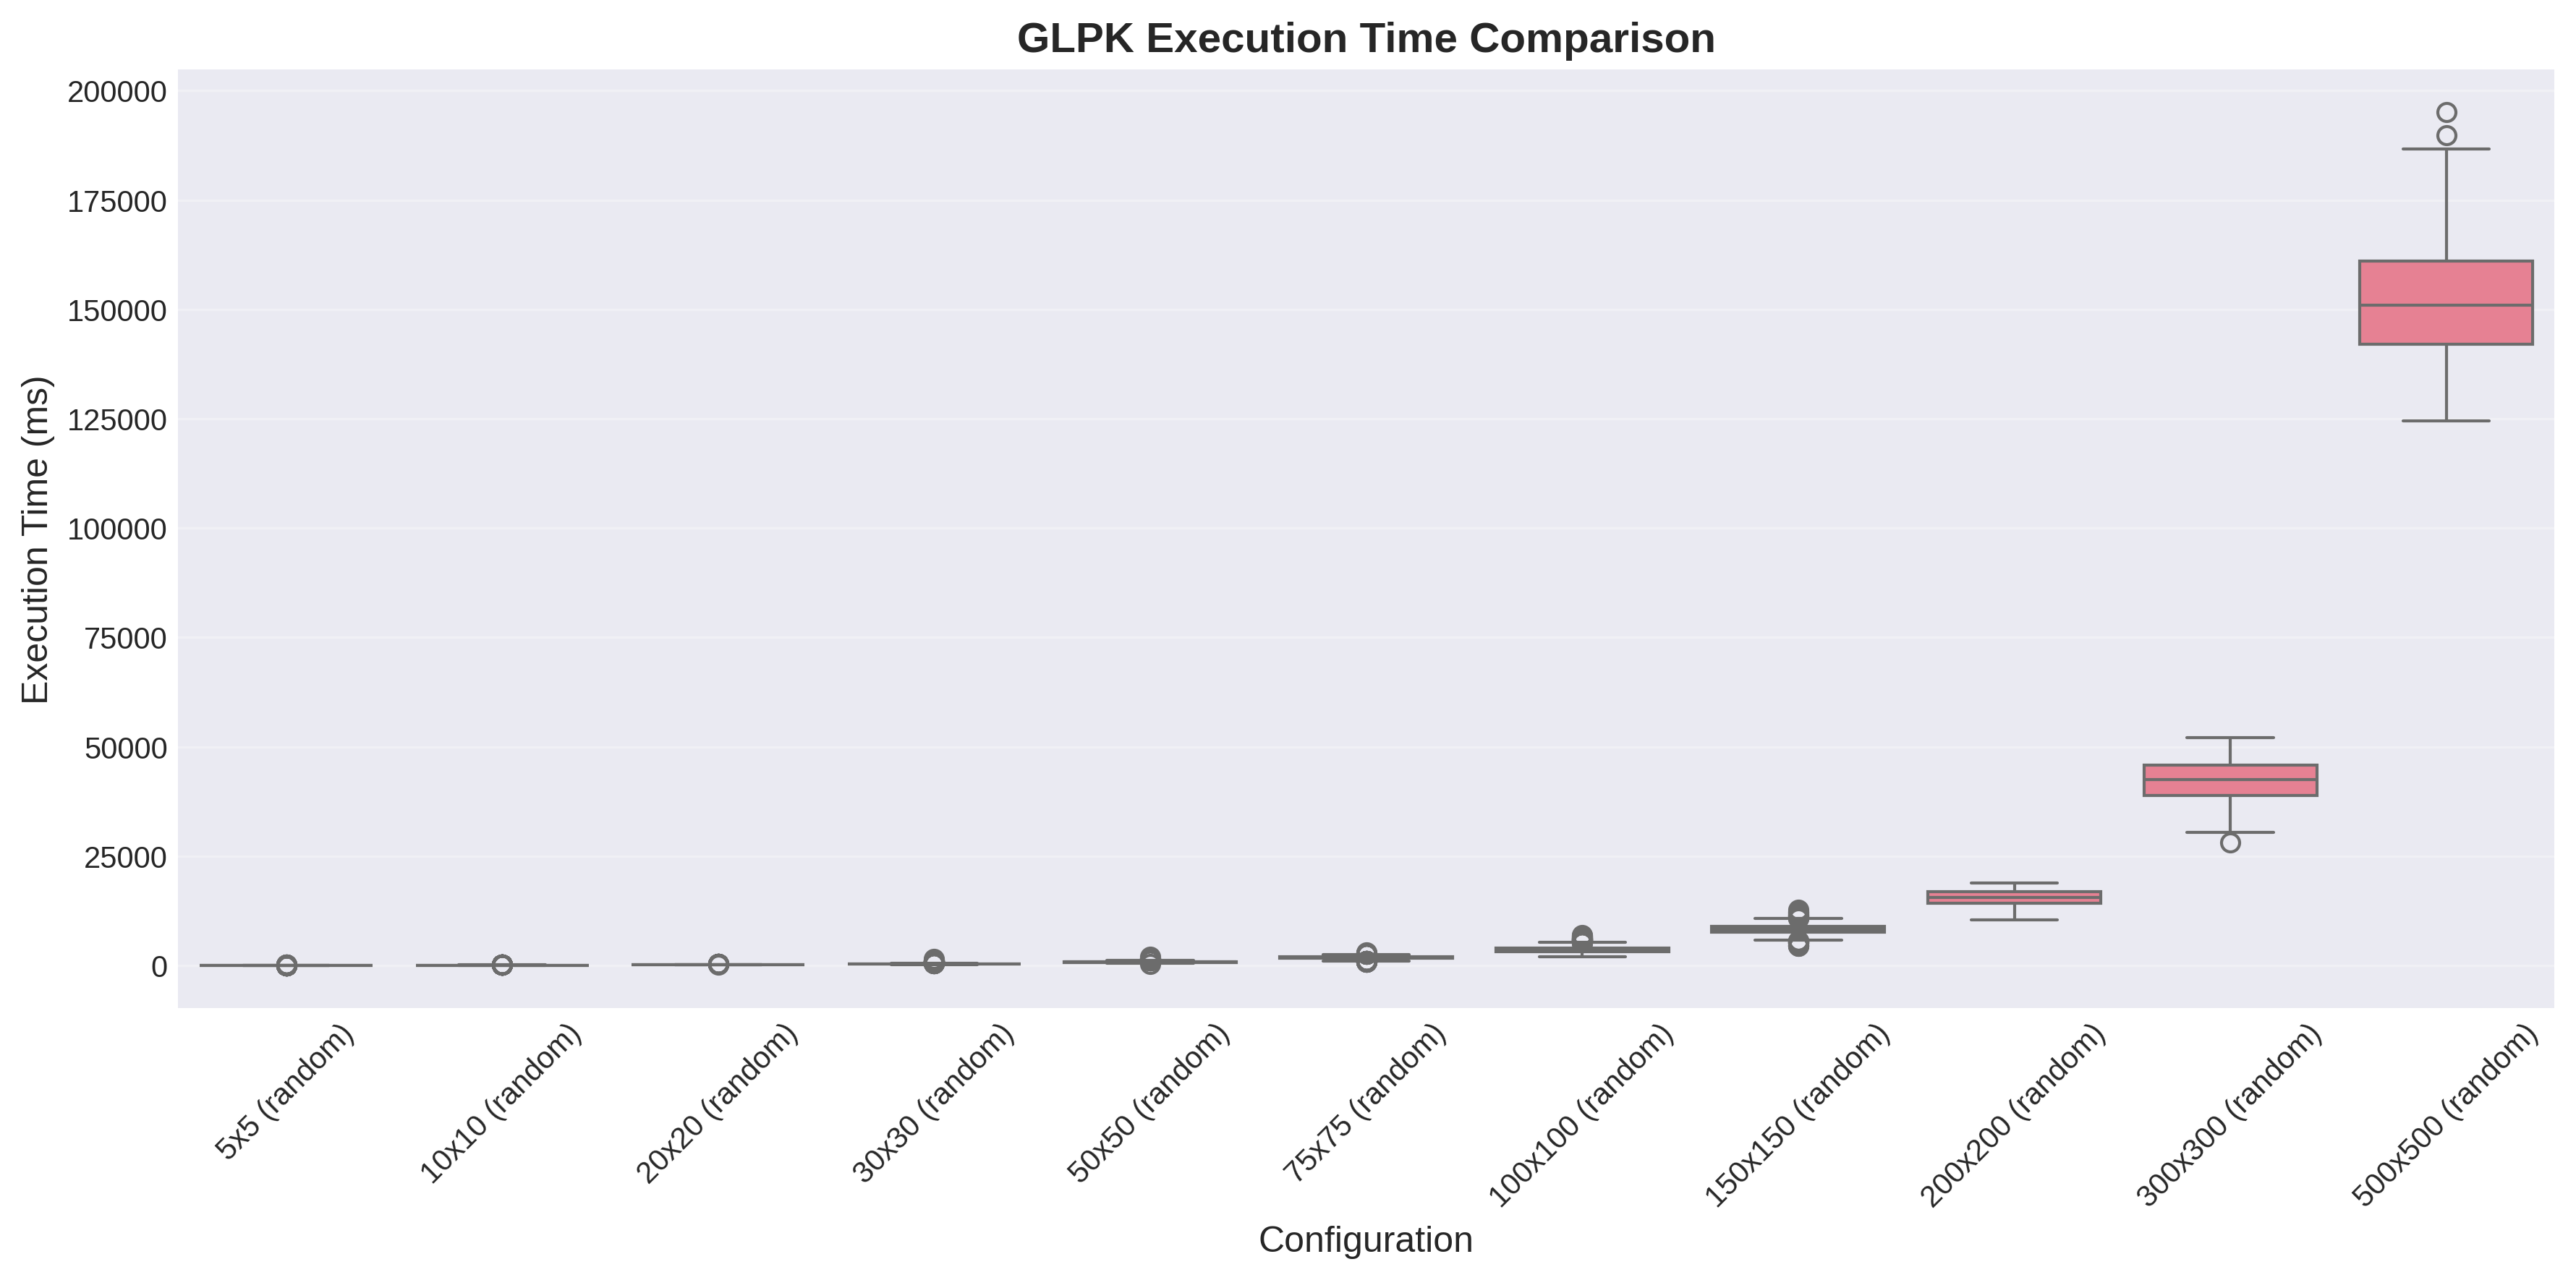 GLPK Execution Time Comparison
Execution Time (ms)
200000
175000
150000
125000
100000
75000
50000
25000
0
5x5 (random)
10x10 (random)
20x20 (random)
30x30 (random)
50x50 (random)
75x75 (random)
100x100 (random)
150x150 (random)
200x200 (random)
300x300 (random)
500x500 (random)
Configuration